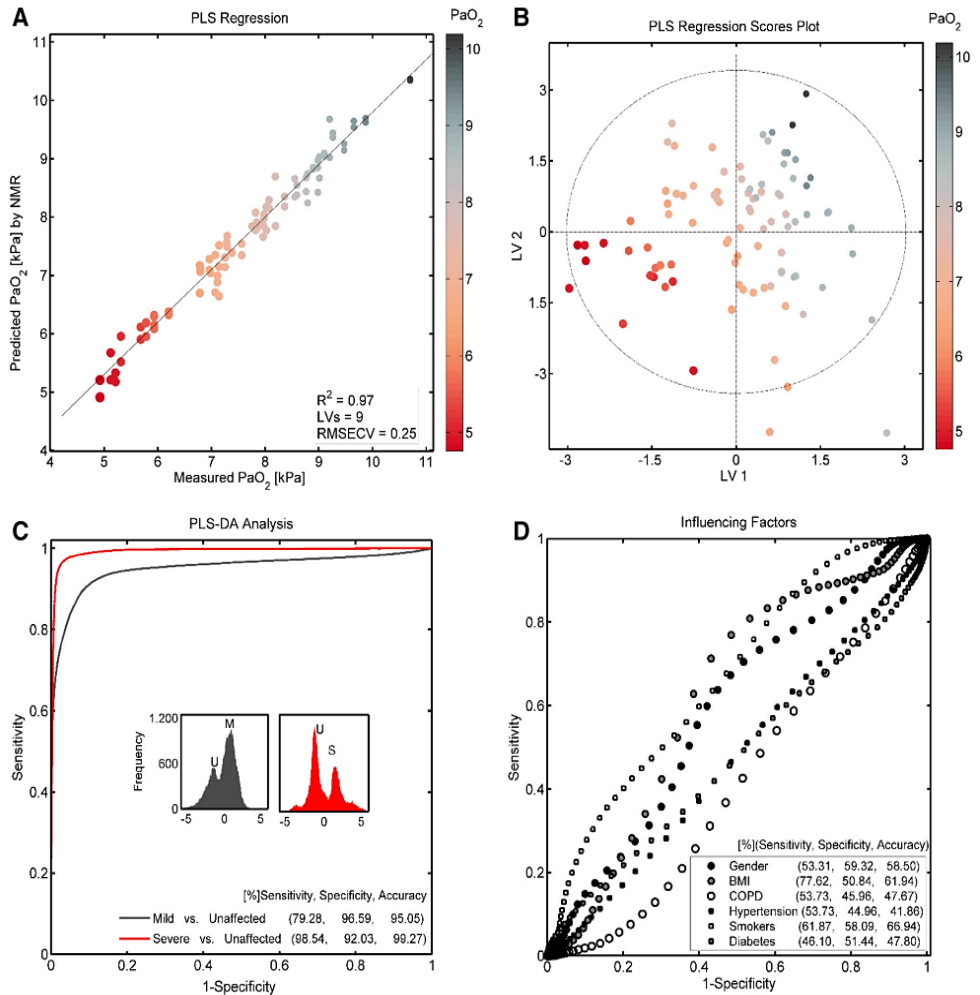 A
PLS Regression
PaO2
11
10
9
8
7
6
5
4
4
5
6
7
8
9
10
11
Predicted PaO2 [kPa] by NMR
Measured PaO2 [kPa]
R2 = 0.97
LVs = 9
RMSECV = 0.25
10
9
8
7
6
5
B
PLS Regression Scores Plot
PaO2
3
1.5
0
1.5
-3
-3
-1.5
0
1.5
3
LV 2
LV 1
10
9
8
7
6
5
C
PLS-DA Analysis
1
0.8
0.6
0.4
0.2
0
0
0.2
0.4
0.6
0.8
1
Sensitivity
1-Specificity
Frequency
1.200
600
0
U
M
-5
0
5
U
S
-5
0
5
[%](Sensitivity, Specificity, Accuracy)
Mild vs. Unaffected (79.28, 96.59, 95.05)
Severe vs. Unaffected (98.54, 92.03, 99.27)
D
Influencing Factors
1
0.8
0.6
0.4
0.2
0
0
0.2
0.4
0.6
0.8
1
Sensitivity
1-Specificity
[%](Sensitivity, Specificity, Accuracy)
Gender (53.31, 59.32, 58.50)
BMI (77.62, 50.84, 61.94)
COPD (53.73, 45.96, 47.67)
Hypertension (53.73, 44.96, 41.86)
Smokers (61.87, 58.09, 66.94)
Diabetes (46.10, 51.44, 47.80)